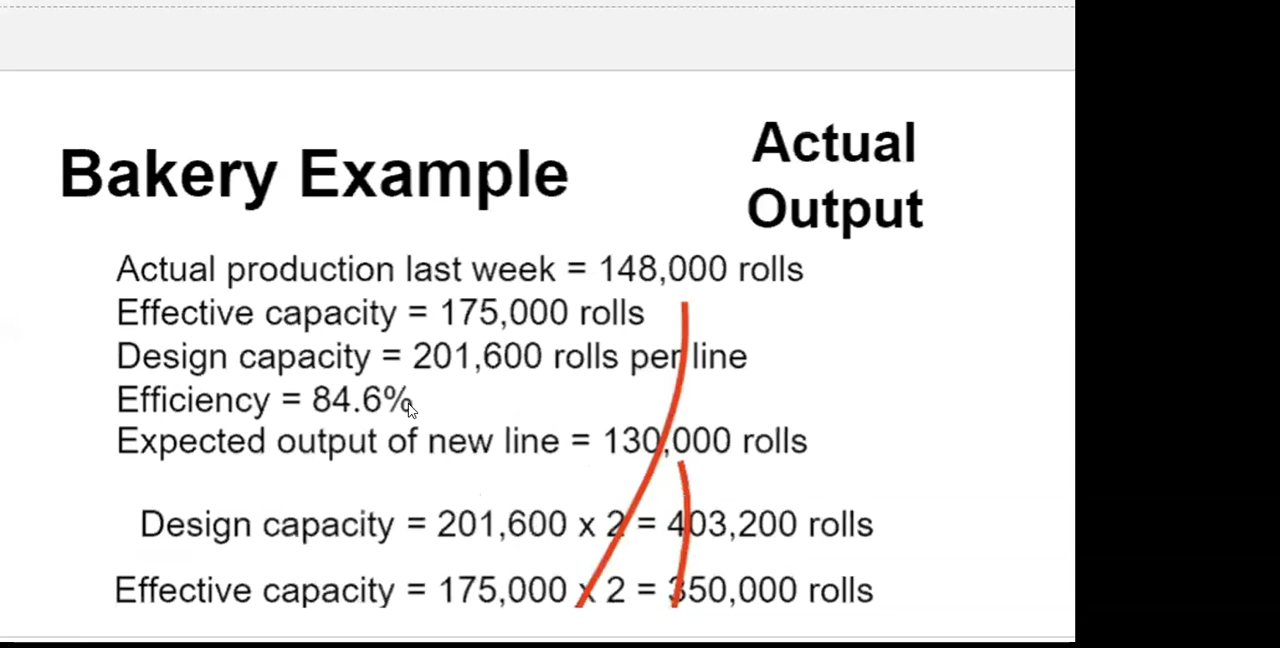 Bakery Example
Actual
Output
Actual production last week = 148,000 rolls
Effective capacity = 175,000 rolls
Design capacity = 201,600 rolls per line
Efficiency = 84.6%
Expected output of new line = 130,000 rolls
Design capacity = 201,600 x 2 = 403,200 rolls
Effective capacity = 175,000 x 2 = 350,000 rolls